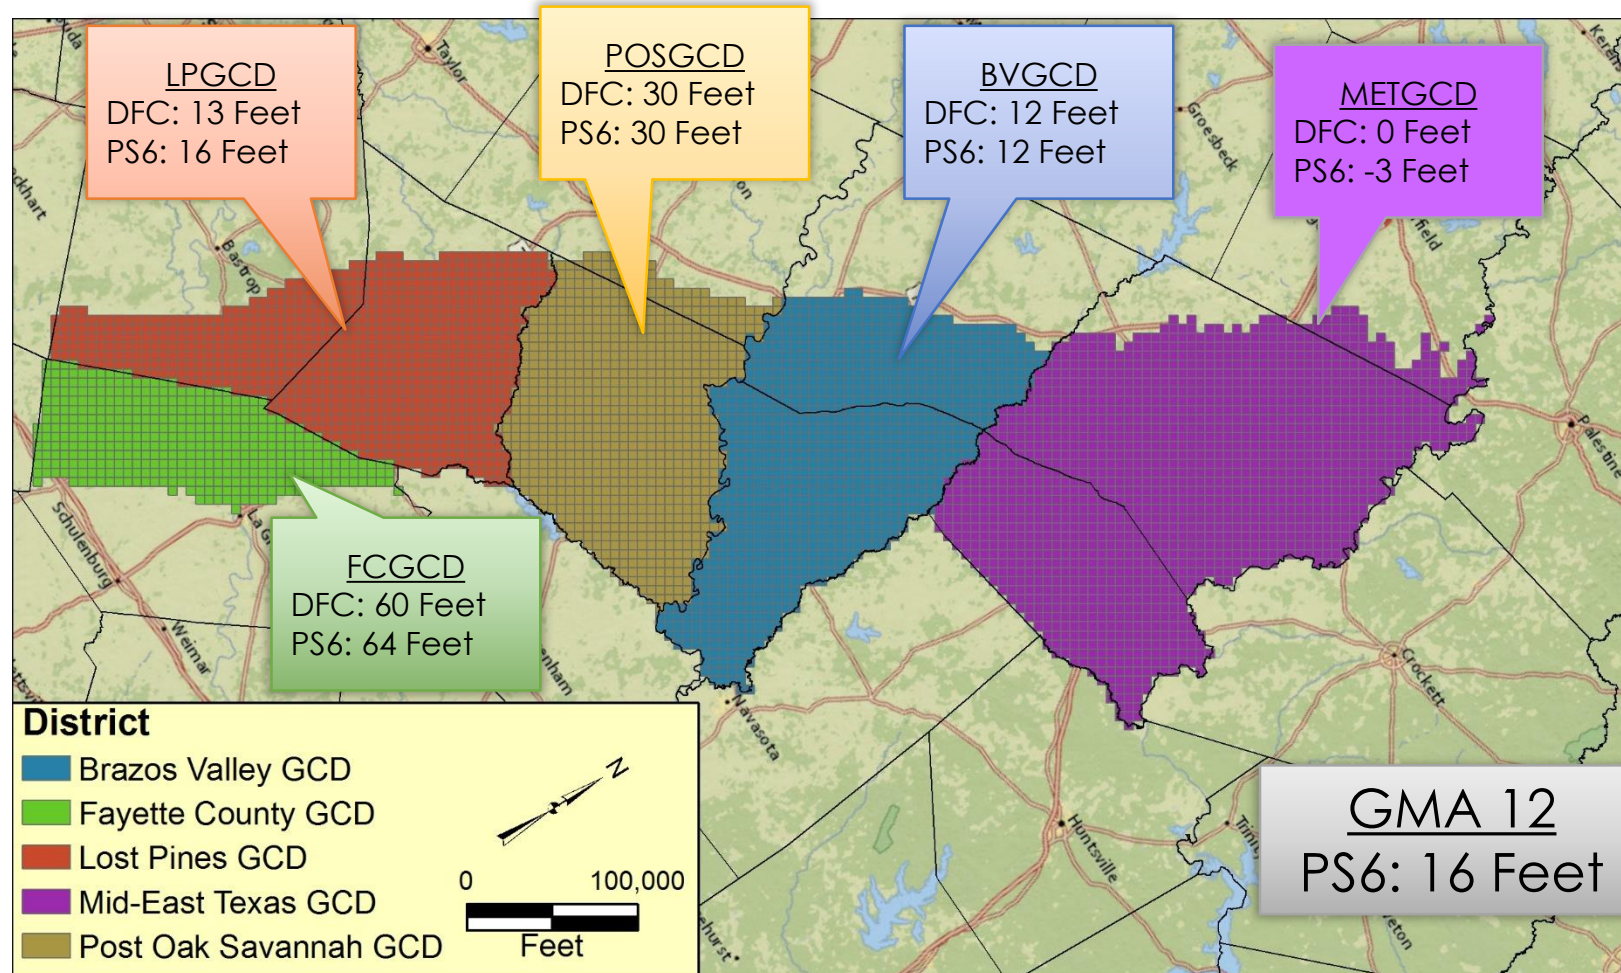 LPGCD
DFC: 13 Feet
PS6: 16 Feet
POSGCD
DFC: 30 Feet
PS6: 30 Feet
BVGCD
DFC: 12 Feet
PS6: 12 Feet
METGCD
DFC: 0 Feet
PS6: -3 Feet
Taylor
Groesbeck
Bastrop
Palestine
Schulenburg
Weimar
La G
FCGCD
DFC: 60 Feet
PS6: 64 Feet
Navasota
Crockett
Huntsville
District
Brazos Valley GCD
Fayette County GCD
Lost Pines GCD
Mid-East Texas GCD
Post Oak Savannah GCD
N
0 100,000
Feet
GMA 12
PS6: 16 Feet